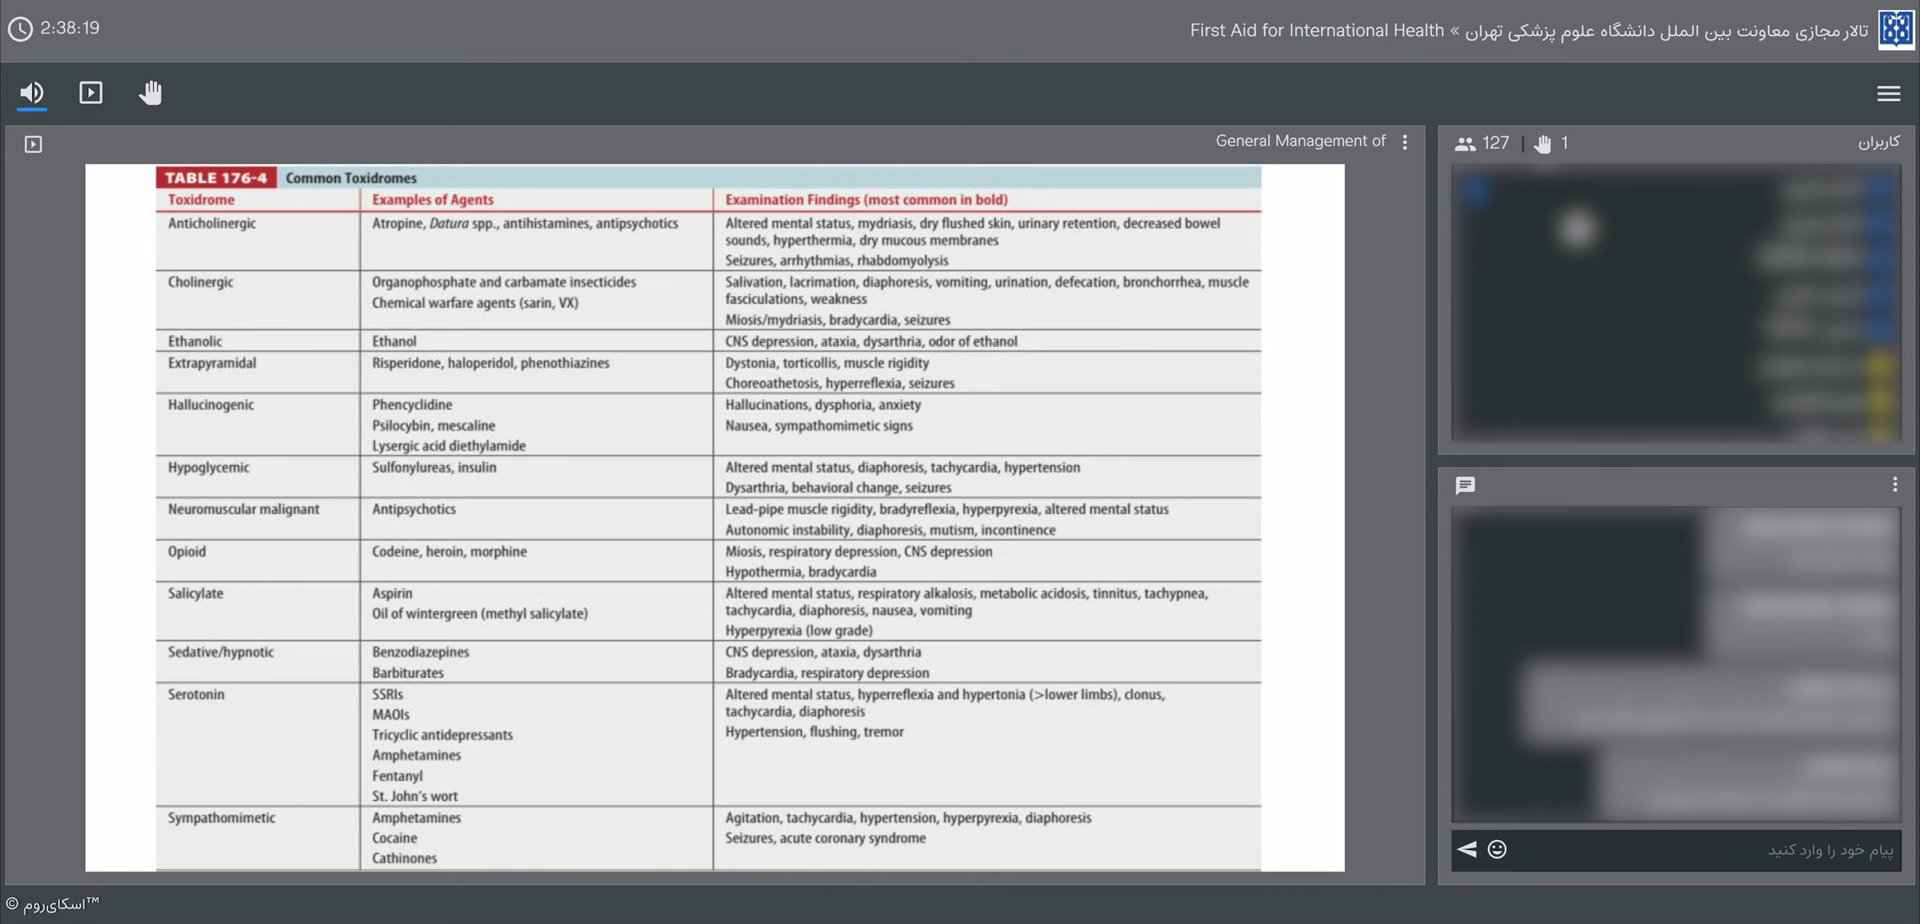 2:38:19
تالار مجازی معاونت بین الملل دانشگاه علوم پزشکی تهران » First Aid for International Health
General Management of
127 | 1
کاربران
TABLE 176-4 Common Toxidromes
Toxidrome Examples of Agents Examination Findings (most common in bold)
Anticholinergic Atropine, Datura spp., antihistamines, antipsychotics Altered mental status, mydriasis, dry flushed skin, urinary retention, decreased bowel
sounds, hyperthermia, dry mucous membranes
Seizures, arrhythmias, rhabdomyolysis
Cholinergic Organophosphate and carbamate insecticides Salivation, lacrimation, diaphoresis, vomiting, urination, defecation, bronchorrhea, muscle
fasciculations, weakness
Chemical warfare agents (sarin, VX)
Miosis/mydriasis, bradycardia, seizures
Ethanolic Ethanol CNS depression, ataxia, dysarthria, odor of ethanol
Extrapyramidal Risperidone, haloperidol, phenothiazines Dystonia, torticollis, muscle rigidity
Choreoathetosis, hyperreflexia, seizures
Hallucinogenic Phencyclidine Hallucinations, dysphoria, anxiety
Psilocybin, mescaline Nausea, sympathomimetic signs
Lysergic acid diethylamide
Hypoglycemic Sulfonylureas, insulin Altered mental status, diaphoresis, tachycardia, hypertension
Dysarthria, behavioral change, seizures
Neuromuscular malignant Antipsychotics Lead-pipe muscle rigidity, bradyreflexia, hyperpyrexia, altered mental status
Autonomic instability, diaphoresis, mutism, incontinence
Opioid Codeine, heroin, morphine Miosis, respiratory depression, CNS depression
Hypothermia, bradycardia
Salicylate Aspirin Altered mental status, respiratory alkalosis, metabolic acidosis, tinnitus, tachypnea,
Oil of wintergreen (methyl salicylate) tachycardia, diaphoresis, nausea, vomiting
Hyperpyrexia (low grade)
Sedative/hypnotic Benzodiazepines CNS depression, ataxia, dysarthria
Barbiturates Bradycardia, respiratory depression
Serotonin SSRIs Altered mental status, hyperreflexia and hypertonia (>lower limbs), clonus,
MAOIs tachycardia, diaphoresis
Tricyclic antidepressants Hypertension, flushing, tremor
Amphetamines
Fentanyl
St. John's wort
Sympathomimetic Amphetamines Agitation, tachycardia, hypertension, hyperpyrexia, diaphoresis
Cocaine Seizures, acute coronary syndrome
Cathinones
پیام خود را وارد کنید
© اسکای‌روم™